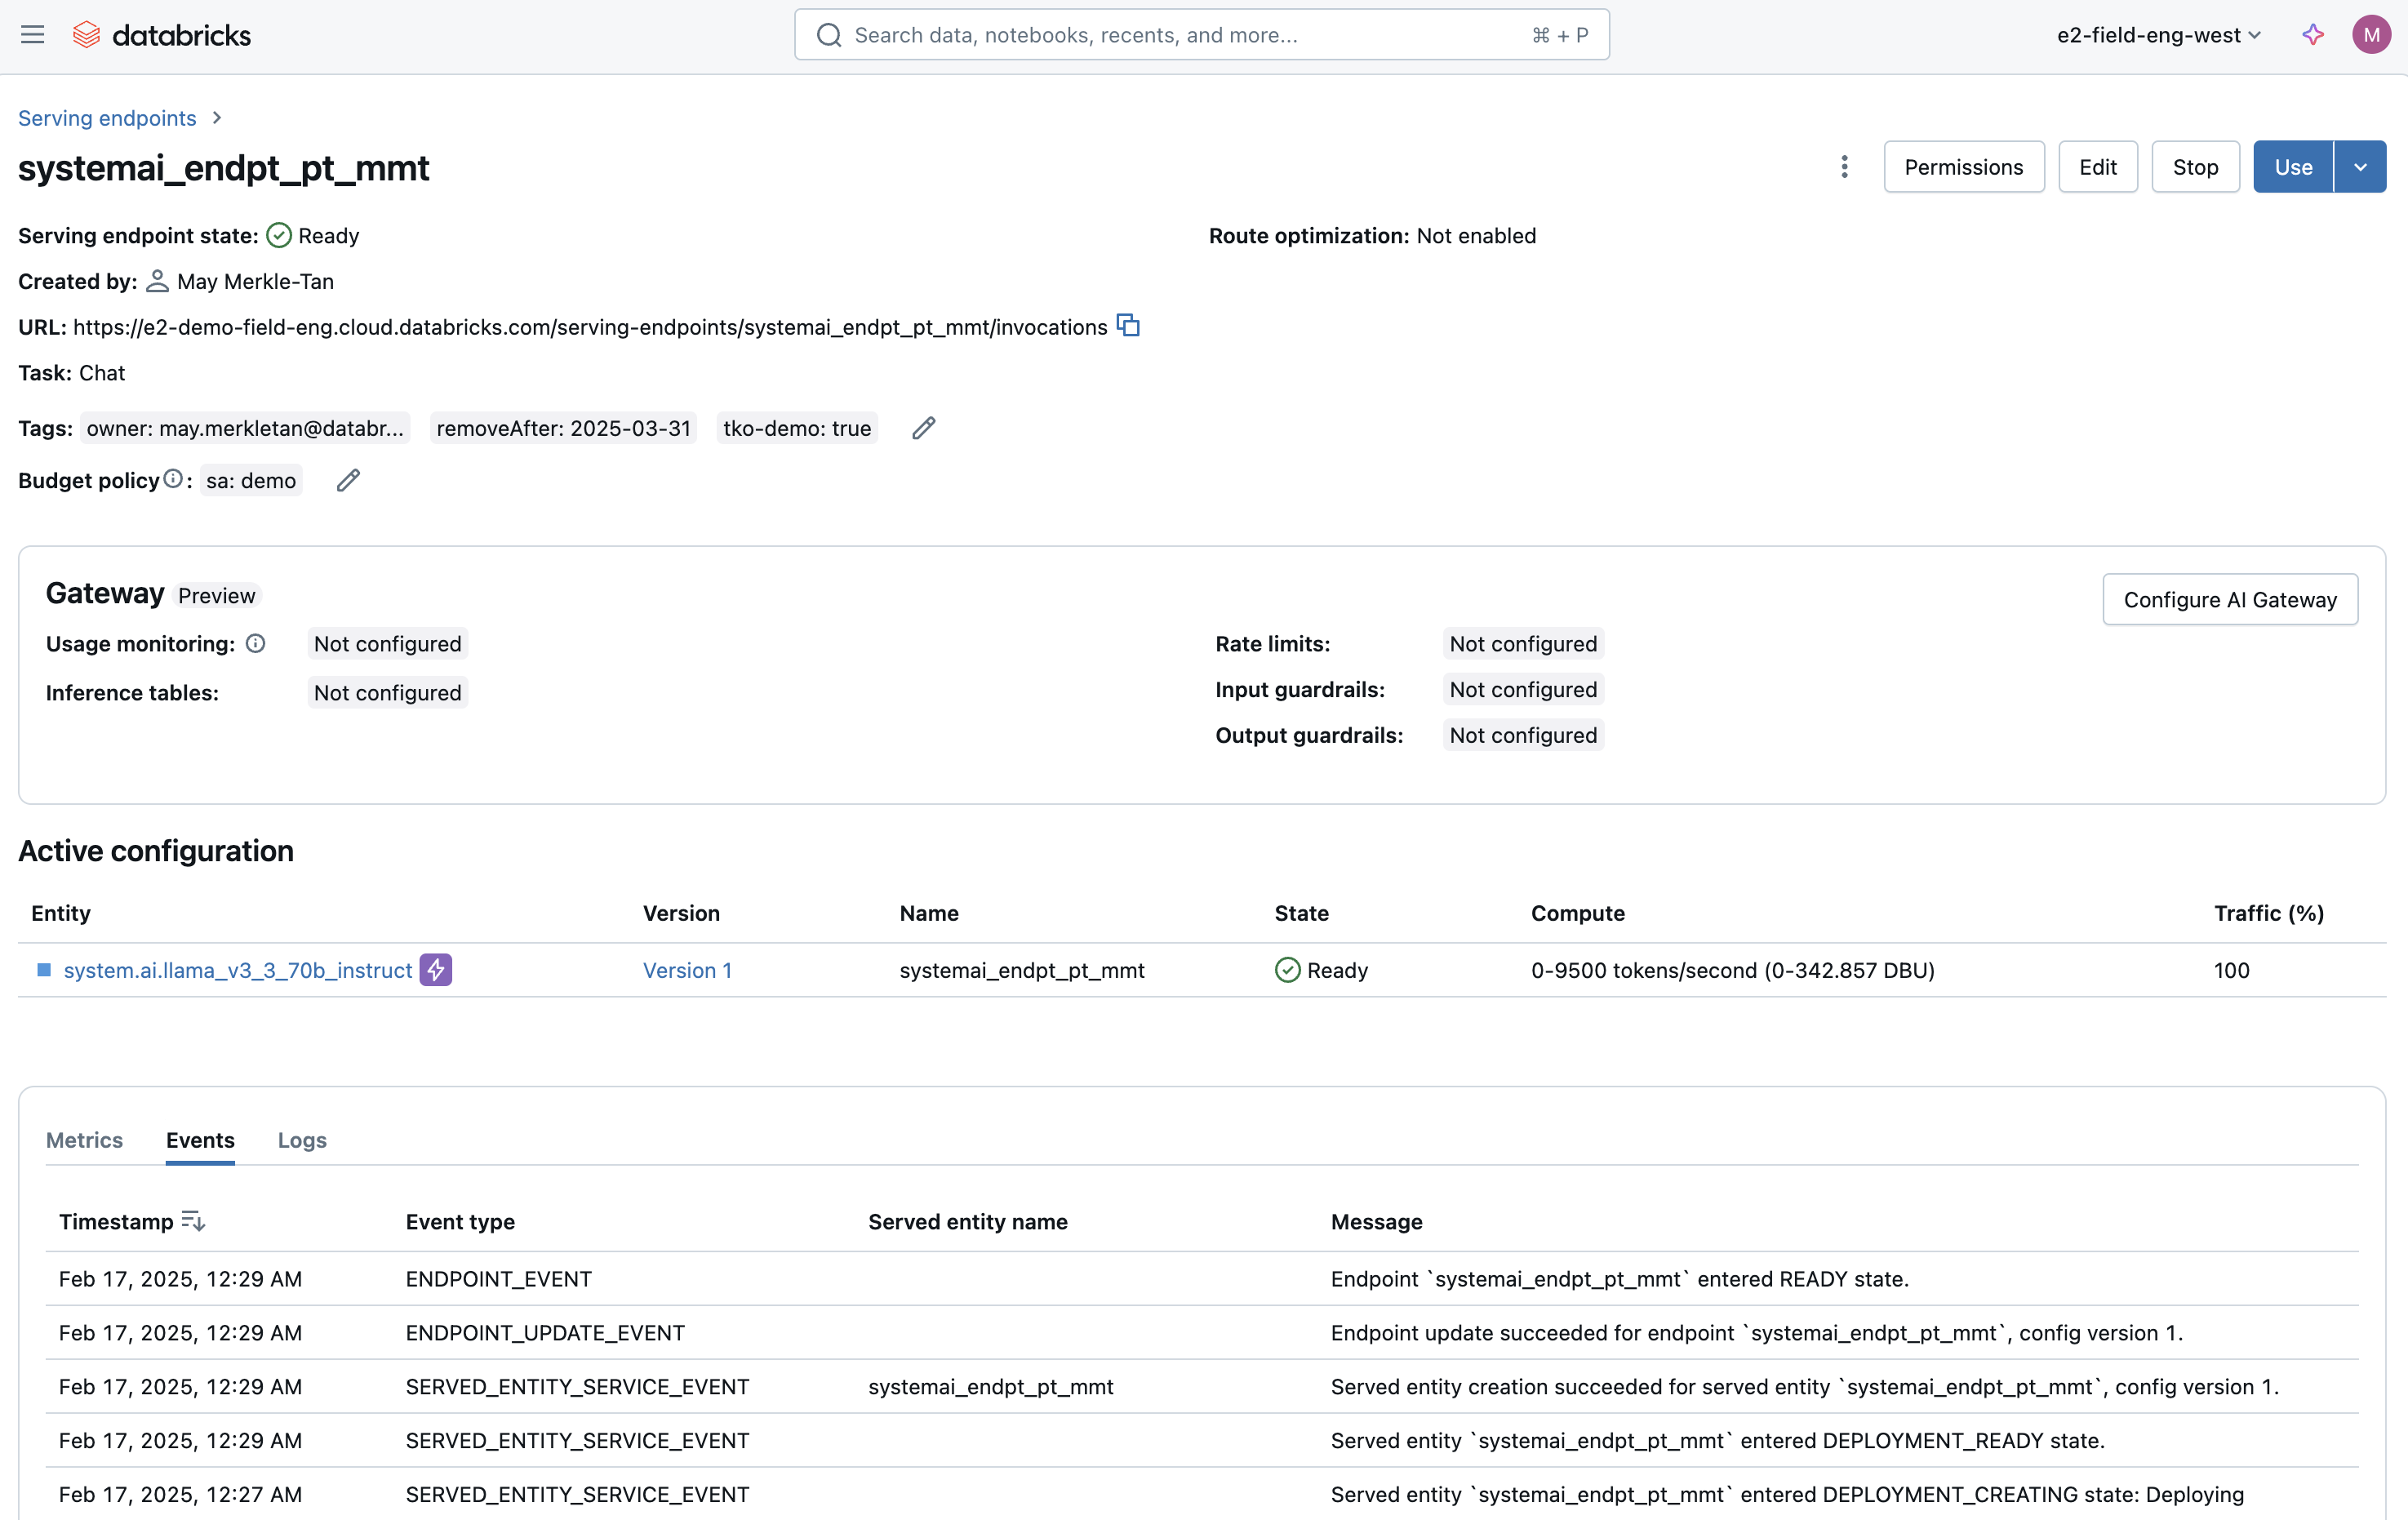 databricks
Search data, notebooks, recents, and more... ⌘ + P
e2-field-eng-west
M
Serving endpoints >
systemai_endpt_pt_mmt
Permissions Edit Stop Use
Serving endpoint state: Ready
Route optimization: Not enabled
Created by: May Merkle-Tan
URL: https://e2-demo-field-eng.cloud.databricks.com/serving-endpoints/systemai_endpt_pt_mmt/invocations
Task: Chat
Tags: owner: may.merkletan@databr... removeAfter: 2025-03-31 tko-demo: true
Budget policy : sa: demo
Gateway Preview
Configure AI Gateway
Usage monitoring: Not configured
Inference tables: Not configured
Rate limits: Not configured
Input guardrails: Not configured
Output guardrails: Not configured
Active configuration
Entity Version Name State Compute Traffic (%)
system.ai.llama_v3_3_70b_instruct Version 1 systemai_endpt_pt_mmt Ready 0-9500 tokens/second (0-342.857 DBU) 100
Metrics Events Logs
Timestamp Event type Served entity name Message
Feb 17, 2025, 12:29 AM ENDPOINT_EVENT Endpoint `systemai_endpt_pt_mmt` entered READY state.
Feb 17, 2025, 12:29 AM ENDPOINT_UPDATE_EVENT Endpoint update succeeded for endpoint `systemai_endpt_pt_mmt`, config version 1.
Feb 17, 2025, 12:29 AM SERVED_ENTITY_SERVICE_EVENT systemai_endpt_pt_mmt Served entity creation succeeded for served entity `systemai_endpt_pt_mmt`, config version 1.
Feb 17, 2025, 12:29 AM SERVED_ENTITY_SERVICE_EVENT Served entity `systemai_endpt_pt_mmt` entered DEPLOYMENT_READY state.
Feb 17, 2025, 12:27 AM SERVED_ENTITY_SERVICE_EVENT Served entity `systemai_endpt_pt_mmt` entered DEPLOYMENT_CREATING state: Deploying